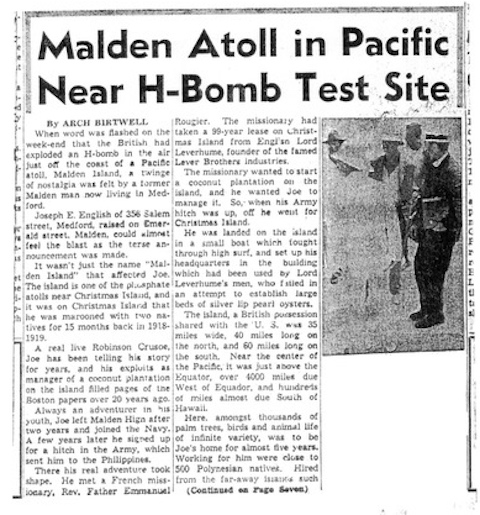 Malden Atoll in Pacific
Near H-Bomb Test Site
By ARCH BIRTWELL
When word was flashed on the
week-end that the British had
exploded an H-bomb in the air
just off the coast of a Pacific
atoll, Malden Island, a twinge
of nostalgia was felt by a former
Malden man now living in Med-
ford.
Joseph E. English of 356 Salem
street, Medford, raised on Emer-
ald street. Malden, could almost
feel the blast as the terse an-
nouncement was made.
It wasn't just the name "Mal-
den Island" that affected Joe.
The island is one of the phosphate
atolls near Christmas Island, and
it was on Christmas Island that
he was marooned with two na-
tives for 15 months back in 1918-
1919.
A real live Robinson Crusoe,
Joe has been telling his story
for years, and his exploits as
manager of a coconut plantation
on the island filled pages of the
Boston papers over 20 years ago.
Always an adventurer in his
youth, Joe left Malden High after
two years and joined the Navy.
A few years later he signed up
for a hitch in the Army, which
sent him to the Philippines.
There his real adventure took
shape. He met a French miss-
ionary, Rev. Father Emmanuel
Rougier. The missionary had
taken a 99-year lease on Christ-
mas Island from Lord
Leverhume, founder of the famed
Lever Brothers industries.
The missionary wanted to start
a coconut plantation on the
island, and he wanted Joe to
manage it. So, when his Army
hitch was up, off he went for
Christmas Island.
He was landed on the island
in a small boat which fought
through high surf, and set up his
headquarters in the building
which had been used by Lord
Leverhume's men, who failed in
an attempt to establish large
beds of silver lip pearl oysters.
The island, a British possession
shared with the U. S. was 35
miles wide, 40 miles long on
the north, and 60 miles long on
the south. Near the center of
the Pacific, it was just above the
Equator, over 4000 miles due
West of Equador, and hundreds
of miles almost due South of
Hawaii.
Here, amongst thousands of
palm trees, birds and animal life
of infinite variety, was to be
Joe's home for almost five years.
Working for him were close to
500 Polynesian natives. Hired
from the far-away islands such
(Continued on Page Seven)